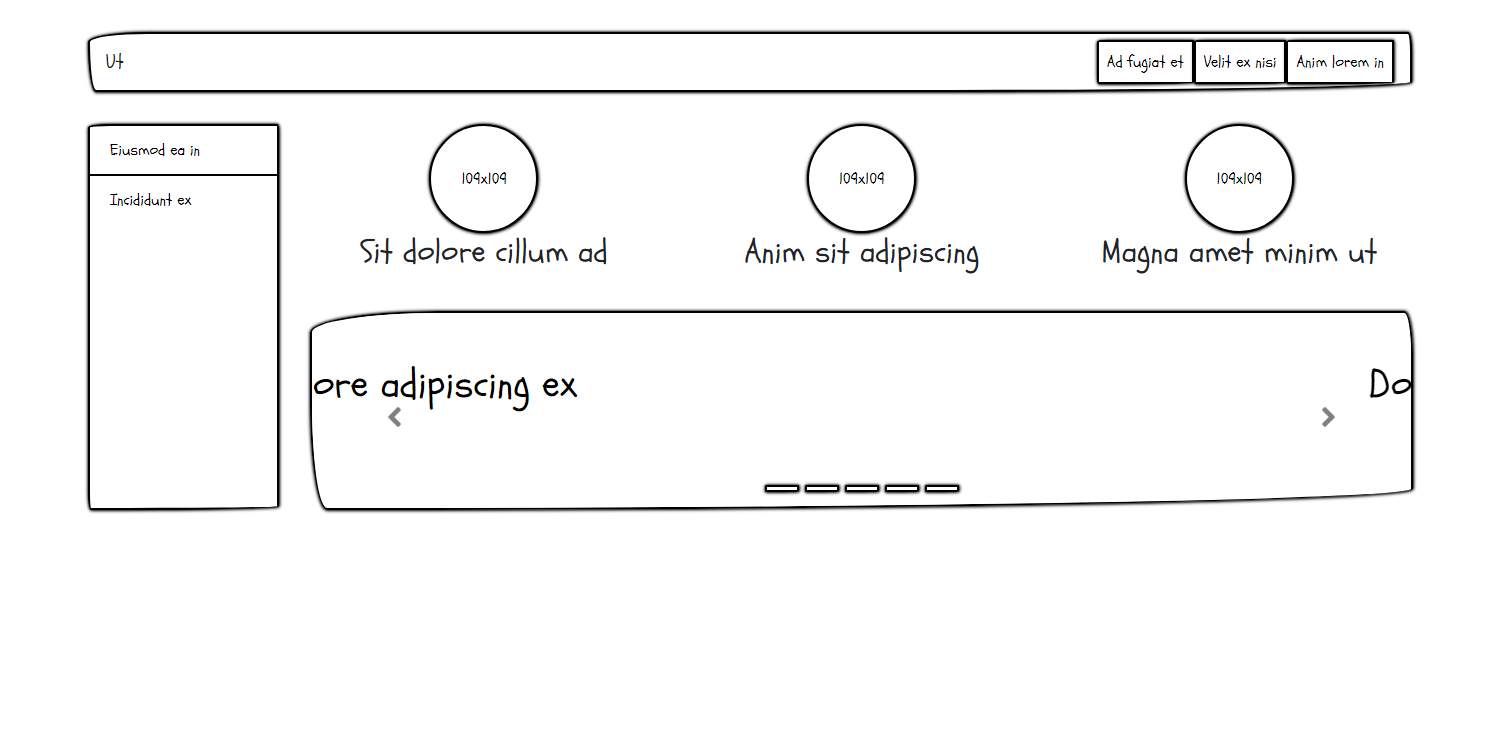 Ut
Ad fugiat et
Velit ex nisi
Anim lorem in
Eiusmod ea in
Incididunt ex
109x109
109x109
109x109
Sit dolore cillum ad
Anim sit adipiscing
Magna amet minim ut
ore adipiscing ex
Do